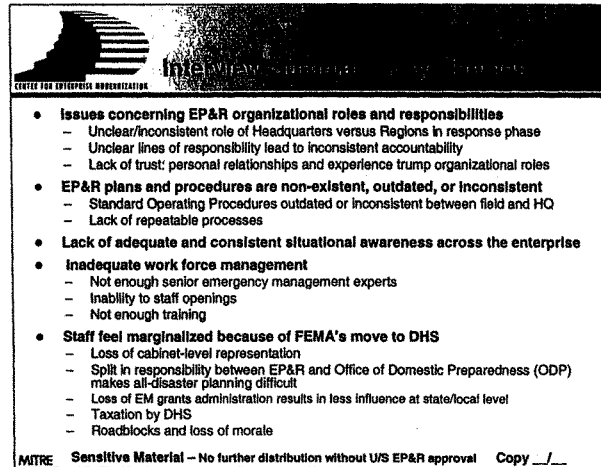 CENTER FOR ENTERPRISE MODERNIZATION
Interview Summary
• Issues concerning EP&R organizational roles and responsibilities
– Unclear/inconsistent role of Headquarters versus Regions in response phase
– Unclear lines of responsibility lead to inconsistent accountability
– Lack of trust: personal relationships and experience trump organizational roles
• EP&R plans and procedures are non-existent, outdated, or inconsistent
– Standard Operating Procedures outdated or inconsistent between field and HQ
– Lack of repeatable processes
• Lack of adequate and consistent situational awareness across the enterprise
• Inadequate work force management
– Not enough senior emergency management experts
– Inability to staff openings
– Not enough training
• Staff feel marginalized because of FEMA's move to DHS
– Loss of cabinet-level representation
– Split in responsibility between EP&R and Office of Domestic Preparedness (ODP)
makes all-disaster planning difficult
– Loss of EM grants administration results in less influence at state/local level
– Taxation by DHS
– Roadblocks and loss of morale
MITRE Sensitive Material – No further distribution without U/S EP&R approval Copy __/__